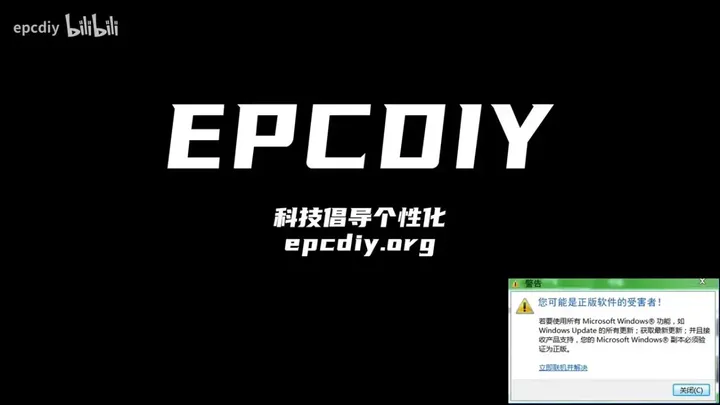 epcdiy bilibili
EPCDIY
科技倡导个性化
epcdiy.org
警告
您可能是正版软件的受害者！
若要使用所有 Microsoft Windows® 功能，如
Windows Update 的所有更新；获取最新更新；并且接
收产品支持，您的 Microsoft Windows® 副本必须验
证为正版。
立即联机并解决
关闭(C)